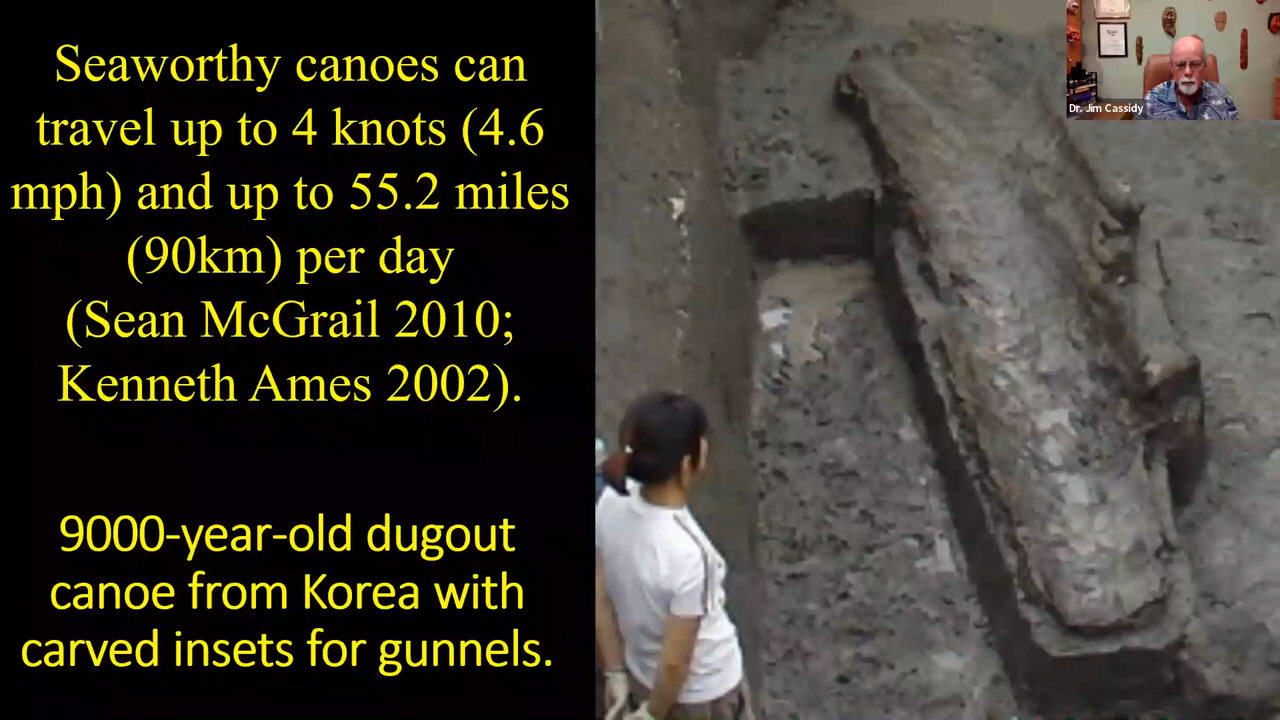 Seaworthy canoes can
travel up to 4 knots (4.6
mph) and up to 55.2 miles
(90km) per day
(Sean McGrail 2010;
Kenneth Ames 2002).
9000-year-old dugout
canoe from Korea with
carved insets for gunnels.
Dr. Jim Cassidy